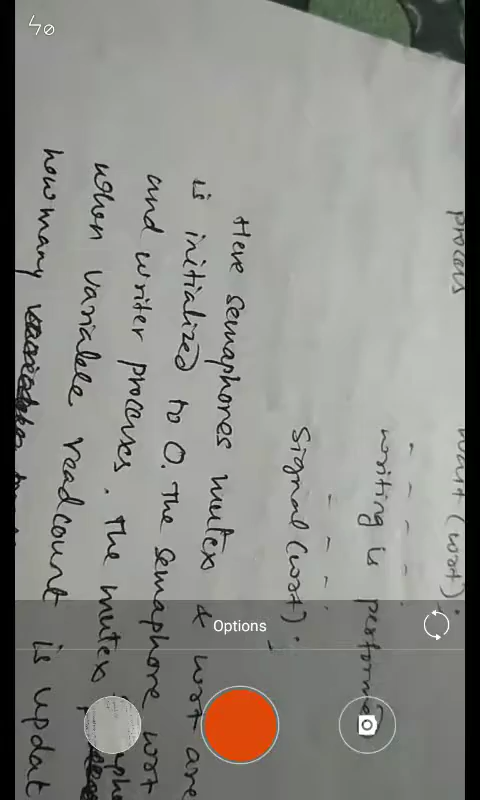 process wait (wrt);
- - - -
writing is performed
- - -
Signal (wrt);
Here semaphores mutex & wrt are
is initialized to 0. The semaphore wrt
and writer processes. The mutex
when variable readcount is updat
how many
Options